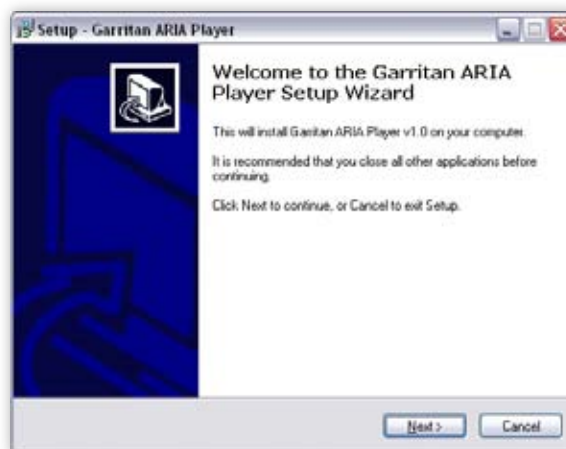 Setup - Garritan ARIA Player
Welcome to the Garritan ARIA
Player Setup Wizard
This will install Garritan ARIA Player v1.0 on your computer.
It is recommended that you close all other applications before
continuing.
Click Next to continue, or Cancel to exit Setup.
Next >
Cancel